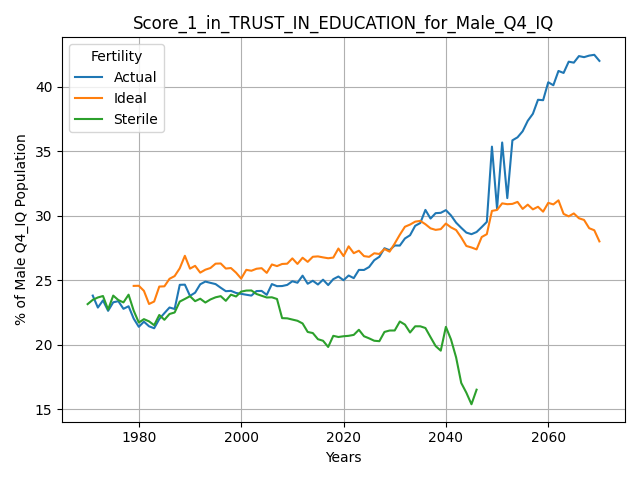 Score_1_in_TRUST_IN_EDUCATION_for_Male_Q4_IQ
Fertility
Actual
Ideal
Sterile
% of Male Q4_IQ Population
40
35
30
25
20
15
1980
2000
2020
2040
2060
Years